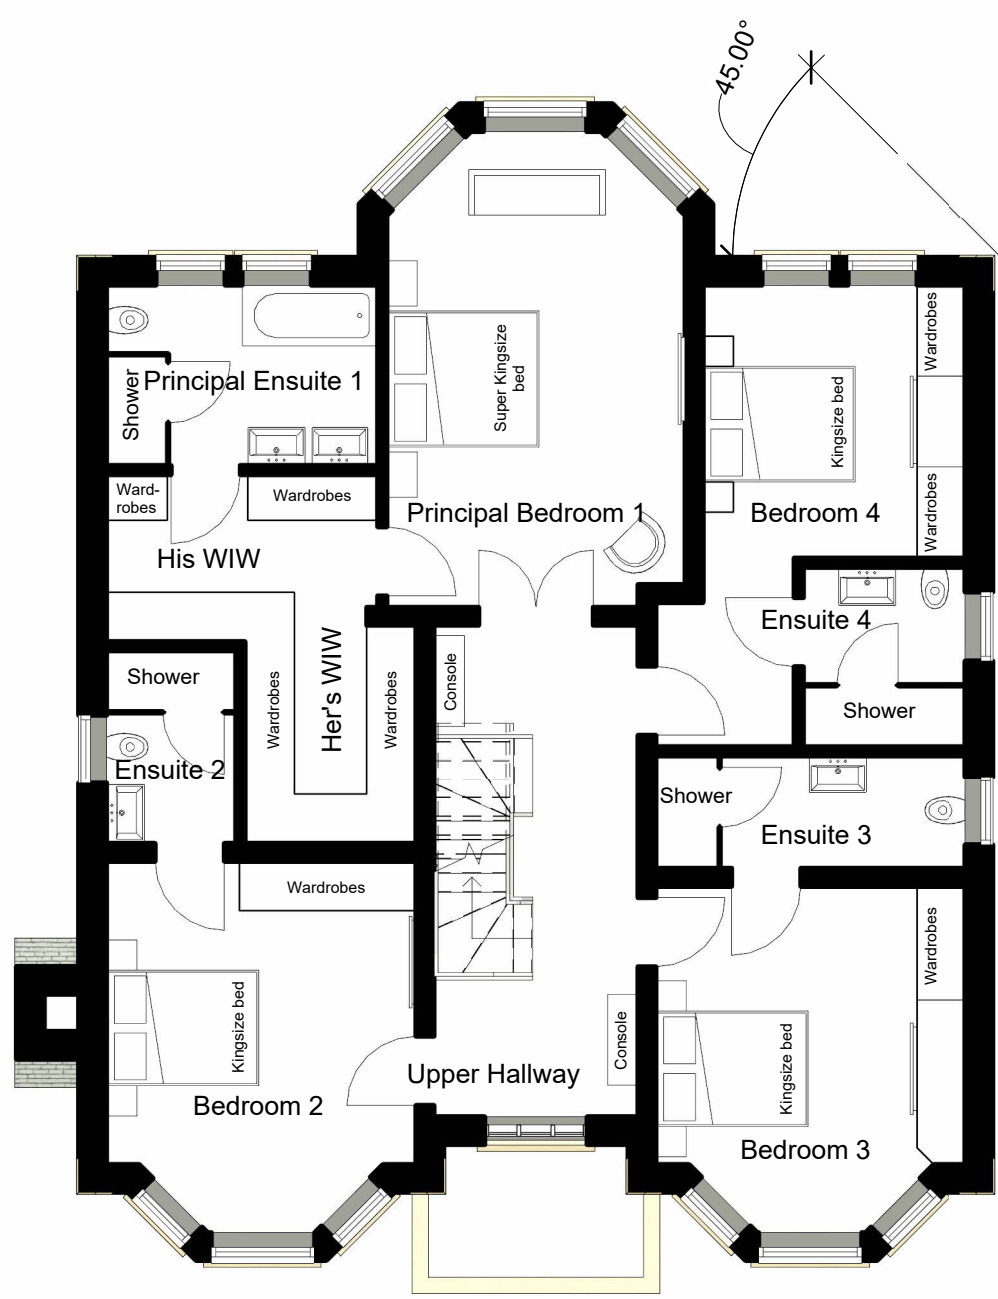 45.00°
Principal Ensuite 1
Shower
Super Kingsize
bed
Wardrobes
Kingsize bed
Ward-
robes
Wardrobes
Principal Bedroom 1
Bedroom 4
Wardrobes
His WIW
Ensuite 4
Shower
Her's WIW
Wardrobes
Wardrobes
Console
Shower
Ensuite 2
Shower
Ensuite 3
Wardrobes
Wardrobes
Kingsize bed
Console
Kingsize bed
Upper Hallway
Bedroom 2
Bedroom 3